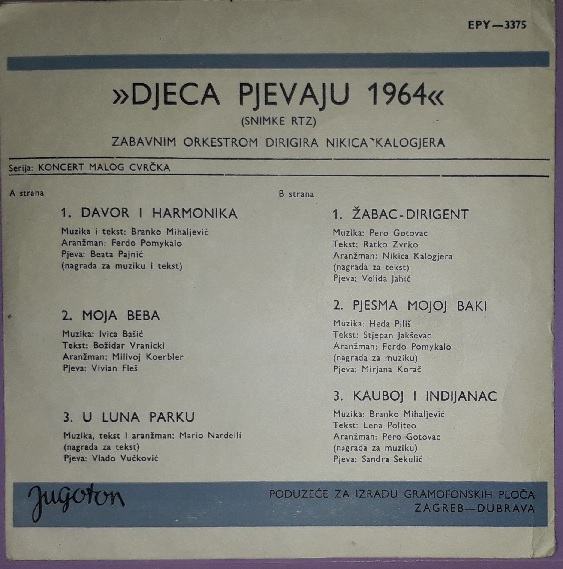 EPY—3375
»DJECA PJEVAJU 1964«
(SNIMKE RTZ)
ZABAVNIM ORKESTROM DIRIGIRA NIKICA KALOGJERA
Serija: KONCERT MALOG CVRČKA
A strana
1. DAVOR I HARMONIKA
Muzika i tekst: Branko Mihaljević
Aranžman: Ferdo Pomykalo
Pjeva: Beata Pajnić
(nagrada za muziku i tekst)
2. MOJA BEBA
Muzika: Ivica Bašić
Tekst: Božidar Vranicki
Aranžman: Milivoj Koerbler
Pjeva: Vivian Fleš
3. U LUNA PARKU
Muzika, tekst i aranžman: Mario Nardelli
(nagrada za tekst)
Pjeva: Vlado Vučković
B strana
1. ŽABAC-DIRIGENT
Muzika: Pero Gotovac
Tekst: Ratko Zvrko
Aranžman: Nikica Kalogjera
(nagrada za tekst)
Pjeva: Velida Jahić
2. PJESMA MOJOJ BAKI
Muzika: Heda Piliš
Tekst: Stjepan Jakševac
Aranžman: Ferdo Pomykalo
(nagrada za muziku)
Pjeva: Mirjana Korać
3. KAUBOJ I INDIJANAC
Muzika: Branko Mihaljević
Tekst: Lena Politeo
Aranžman: Pero Gotovac
(nagrada za muziku)
Pjeva: Sandra Sekulić
Jugoton
PODUZEĆE ZA IZRADU GRAMOFONSKIH PLOČA
ZAGREB—DUBRAVA